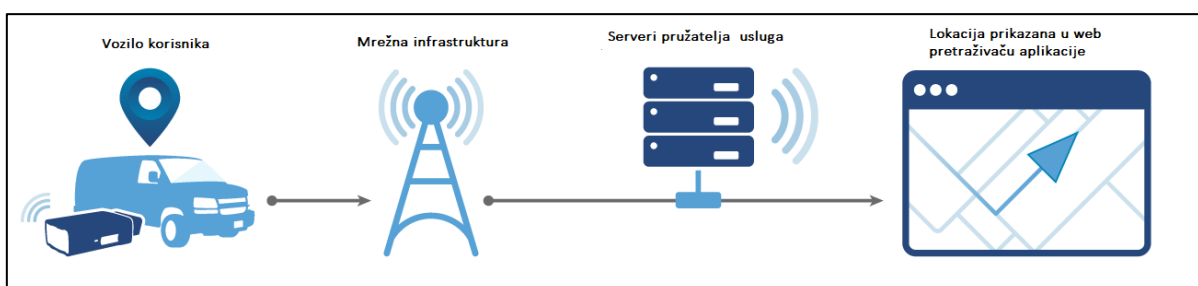 Vozilo korisnika
Mrežna infrastruktura
Serveri pružatelja usluga
Lokacija prikazana u web
pretraživaču aplikacije